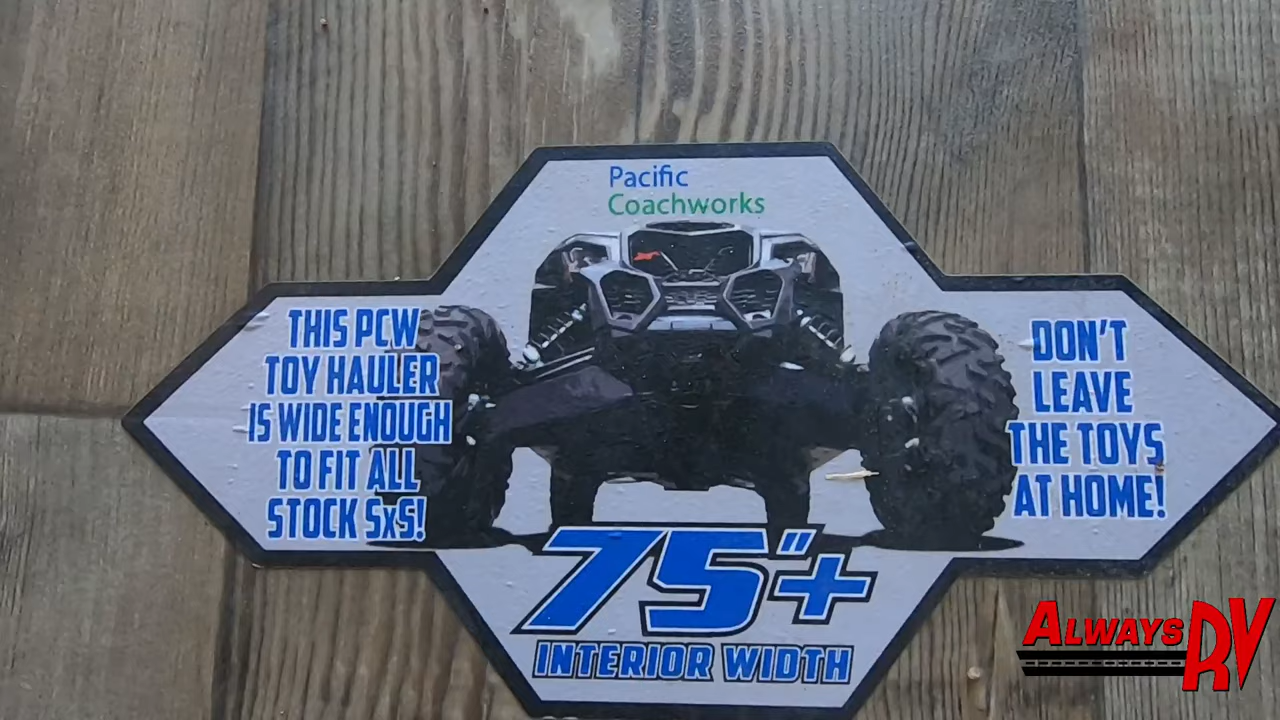 Pacific
Coachworks
THIS PCW
TOY HAULER
IS WIDE ENOUGH
TO FIT ALL
STOCK SxS!
DON'T
LEAVE
THE TOYS
AT HOME!
75"+
INTERIOR WIDTH
ALWAYS RV